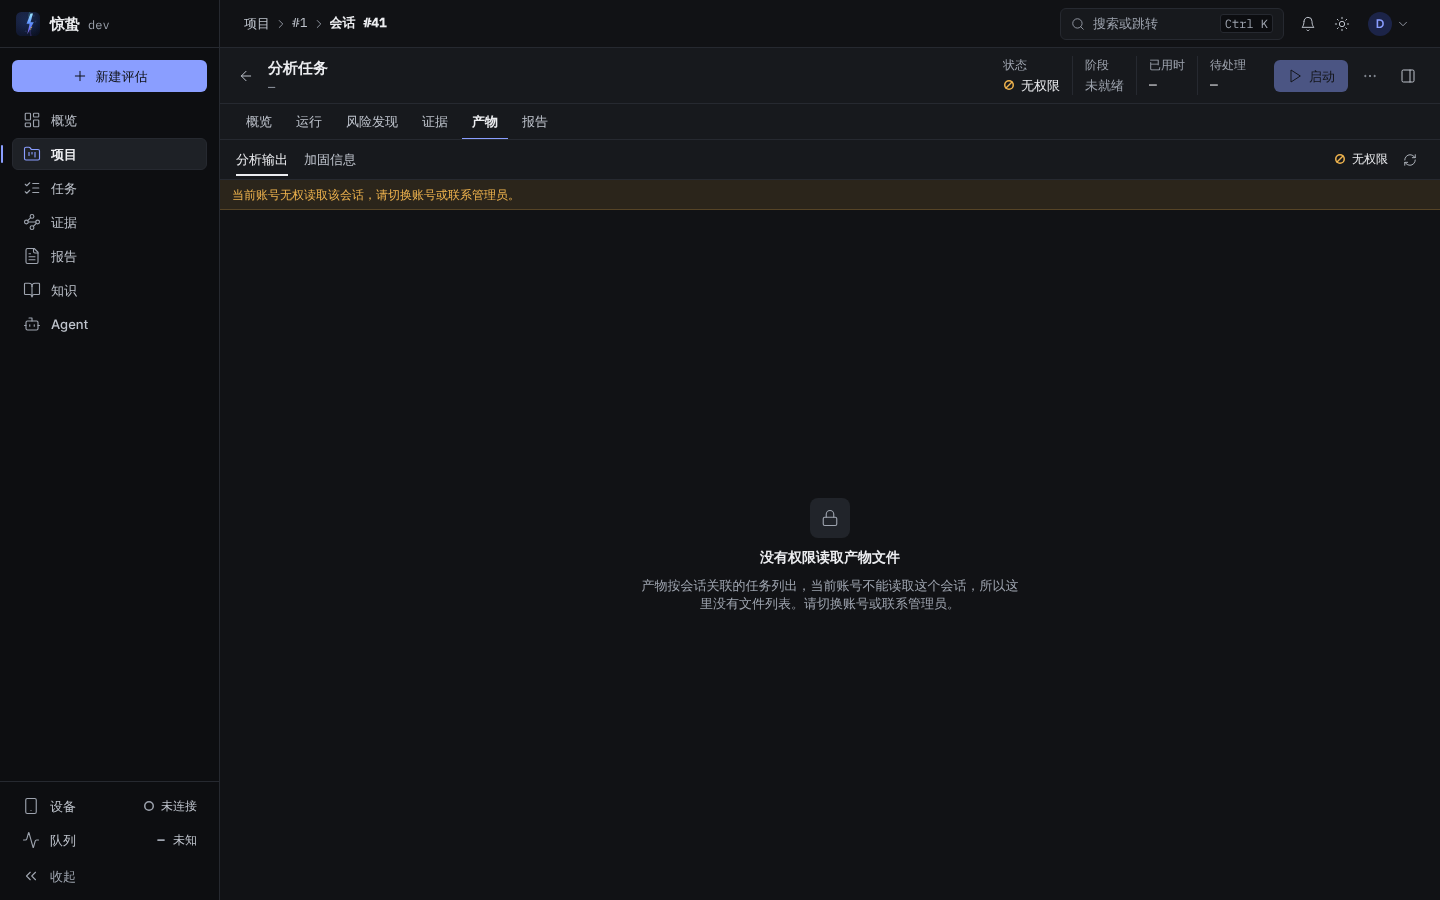 惊蛰 dev
项目 #1 会话 #41
搜索或跳转 Ctrl K
D
新建评估
概览
项目
任务
证据
报告
知识
Agent
设备 未连接
队列 – 未知
收起
分析任务
–
状态
无权限
阶段
未就绪
已用时
–
待处理
–
启动
概览 运行 风险发现 证据 产物 报告
分析输出 加固信息
无权限
当前账号无权读取该会话，请切换账号或联系管理员。
没有权限读取产物文件
产物按会话关联的任务列出，当前账号不能读取这个会话，所以这
里没有文件列表。请切换账号或联系管理员。